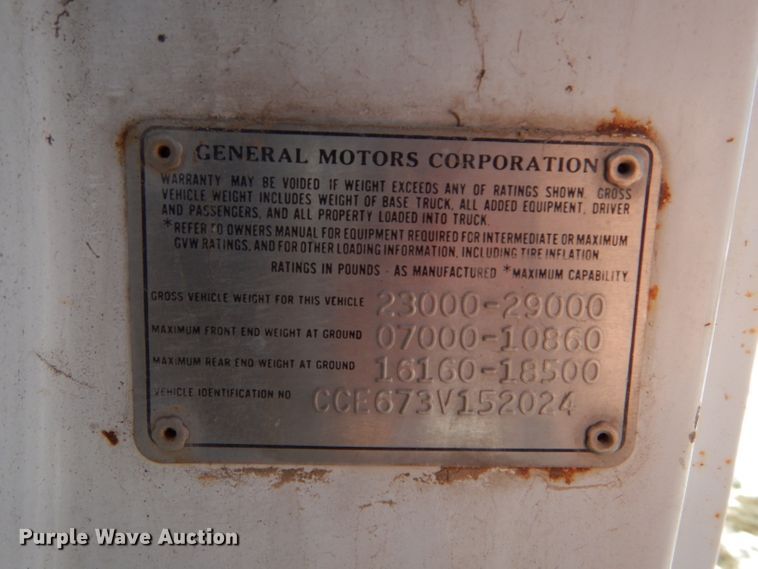 GENERAL MOTORS CORPORATION
WARRANTY MAY BE VOIDED IF WEIGHT EXCEEDS ANY OF RATINGS SHOWN. GROSS
VEHICLE WEIGHT INCLUDES WEIGHT OF BASE TRUCK, ALL ADDED EQUIPMENT, DRIVER
AND PASSENGERS, AND ALL PROPERTY LOADED INTO TRUCK.
*REFER TO OWNERS MANUAL FOR EQUIPMENT REQUIRED FOR INTERMEDIATE OR MAXIMUM
GVW RATINGS, AND FOR OTHER LOADING INFORMATION, INCLUDING TIRE INFLATION
RATINGS IN POUNDS - AS MANUFACTURED *MAXIMUM CAPABILITY
GROSS VEHICLE WEIGHT FOR THIS VEHICLE 23000-29000
MAXIMUM FRONT END WEIGHT AT GROUND 07000-10860
MAXIMUM REAR END WEIGHT AT GROUND 16160-18500
VEHICLE IDENTIFICATION NO CCE673V152024
Purple Wave Auction